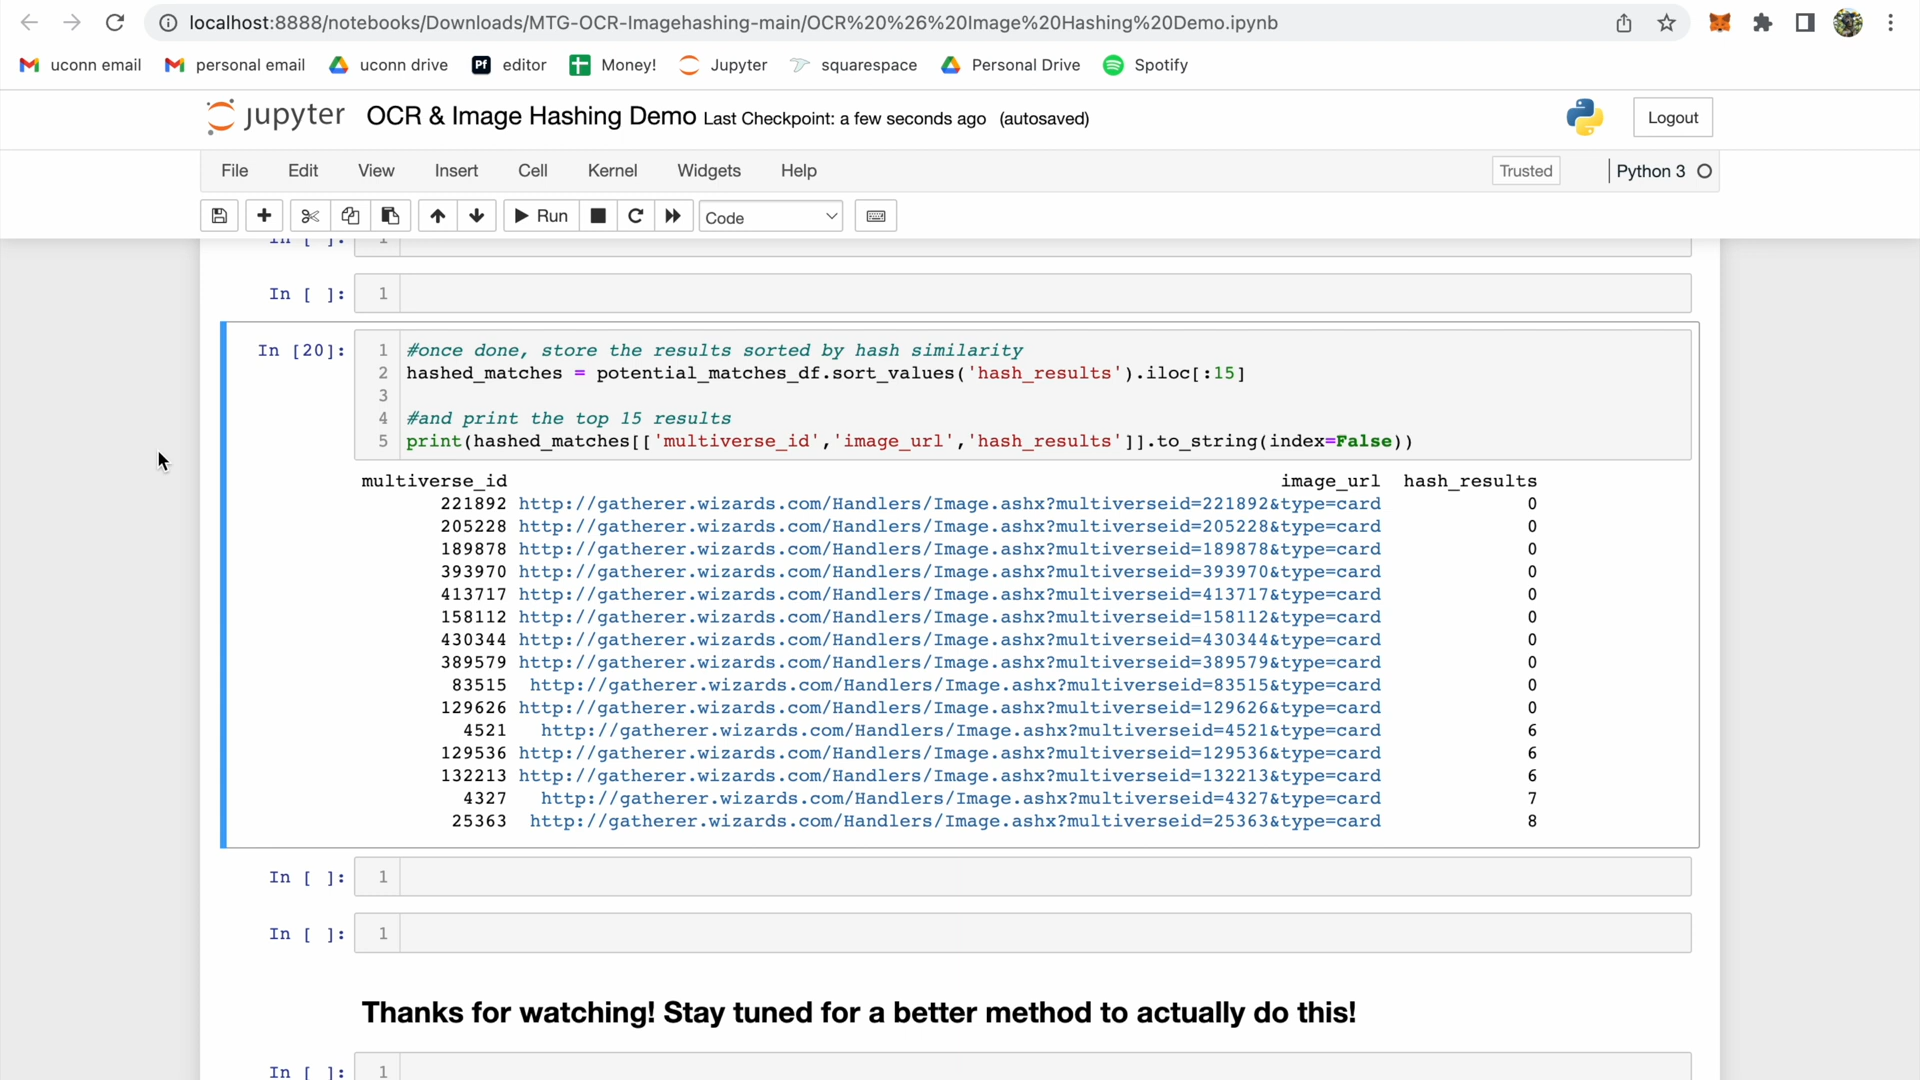 localhost:8888/notebooks/Downloads/MTG-OCR-Imagehashing-main/OCR%20%26%20Image%20Hashing%20Demo.ipynb
uconn email personal email uconn drive Pf editor Money! Jupyter squarespace Personal Drive Spotify
jupyter OCR & Image Hashing Demo Last Checkpoint: a few seconds ago (autosaved) Logout
File Edit View Insert Cell Kernel Widgets Help Trusted Python 3
Run Code
In [ ]: 1
In [ ]: 1
In [20]: 1 #once done, store the results sorted by hash similarity
2 hashed_matches = potential_matches_df.sort_values('hash_results').iloc[:15]
3
4 #and print the top 15 results
5 print(hashed_matches[['multiverse_id','image_url','hash_results']].to_string(index=False))
multiverse_id image_url hash_results
221892 http://gatherer.wizards.com/Handlers/Image.ashx?multiverseid=221892&type=card 0
205228 http://gatherer.wizards.com/Handlers/Image.ashx?multiverseid=205228&type=card 0
189878 http://gatherer.wizards.com/Handlers/Image.ashx?multiverseid=189878&type=card 0
393970 http://gatherer.wizards.com/Handlers/Image.ashx?multiverseid=393970&type=card 0
413717 http://gatherer.wizards.com/Handlers/Image.ashx?multiverseid=413717&type=card 0
158112 http://gatherer.wizards.com/Handlers/Image.ashx?multiverseid=158112&type=card 0
430344 http://gatherer.wizards.com/Handlers/Image.ashx?multiverseid=430344&type=card 0
389579 http://gatherer.wizards.com/Handlers/Image.ashx?multiverseid=389579&type=card 0
83515 http://gatherer.wizards.com/Handlers/Image.ashx?multiverseid=83515&type=card 0
129626 http://gatherer.wizards.com/Handlers/Image.ashx?multiverseid=129626&type=card 0
4521 http://gatherer.wizards.com/Handlers/Image.ashx?multiverseid=4521&type=card 6
129536 http://gatherer.wizards.com/Handlers/Image.ashx?multiverseid=129536&type=card 6
132213 http://gatherer.wizards.com/Handlers/Image.ashx?multiverseid=132213&type=card 6
4327 http://gatherer.wizards.com/Handlers/Image.ashx?multiverseid=4327&type=card 7
25363 http://gatherer.wizards.com/Handlers/Image.ashx?multiverseid=25363&type=card 8
In [ ]: 1
In [ ]: 1
Thanks for watching! Stay tuned for a better method to actually do this!
In [ ]: 1